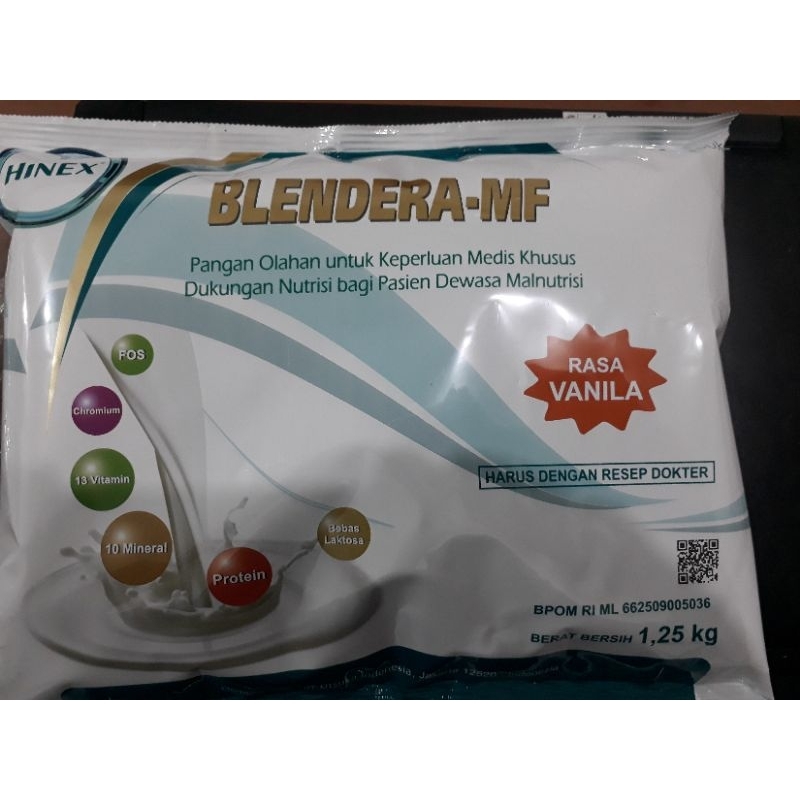 HINEX
BLENDERA-MF
Pangan Olahan untuk Keperluan Medis Khusus
Dukungan Nutrisi bagi Pasien Dewasa Malnutrisi
FOS
Chromium
13 Vitamin
10 Mineral
Protein
Bebas
Laktosa
RASA
VANILA
HARUS DENGAN RESEP DOKTER
BPOM RI ML 662509005036
BERAT BERSIH 1,25 kg
Indonesia, Jakarta